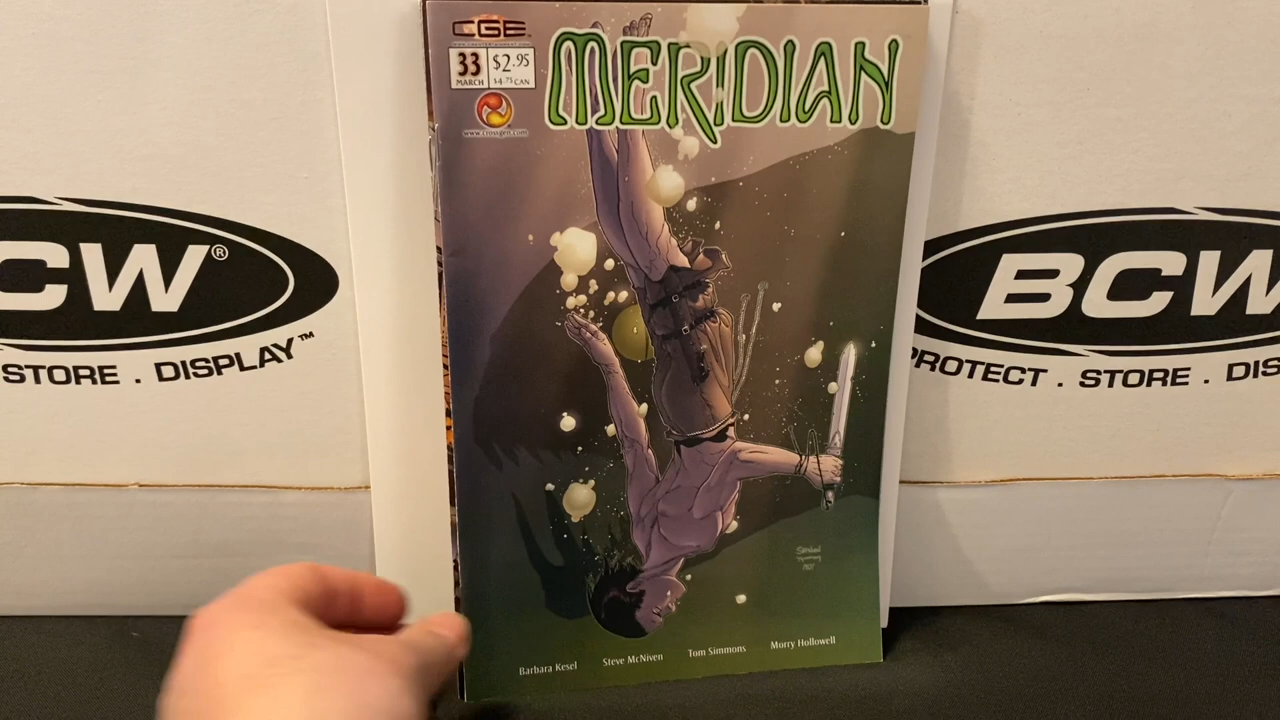 CGE
33
MARCH
$2.95
$4.75 CAN
www.crossgen.com
MERIDIAN
CW®
STORE . DISPLAY™
BCW
PROTECT . STORE . DIS
Barbara Kesel
Steve McNiven
Tom Simmons
Morry Hollowell